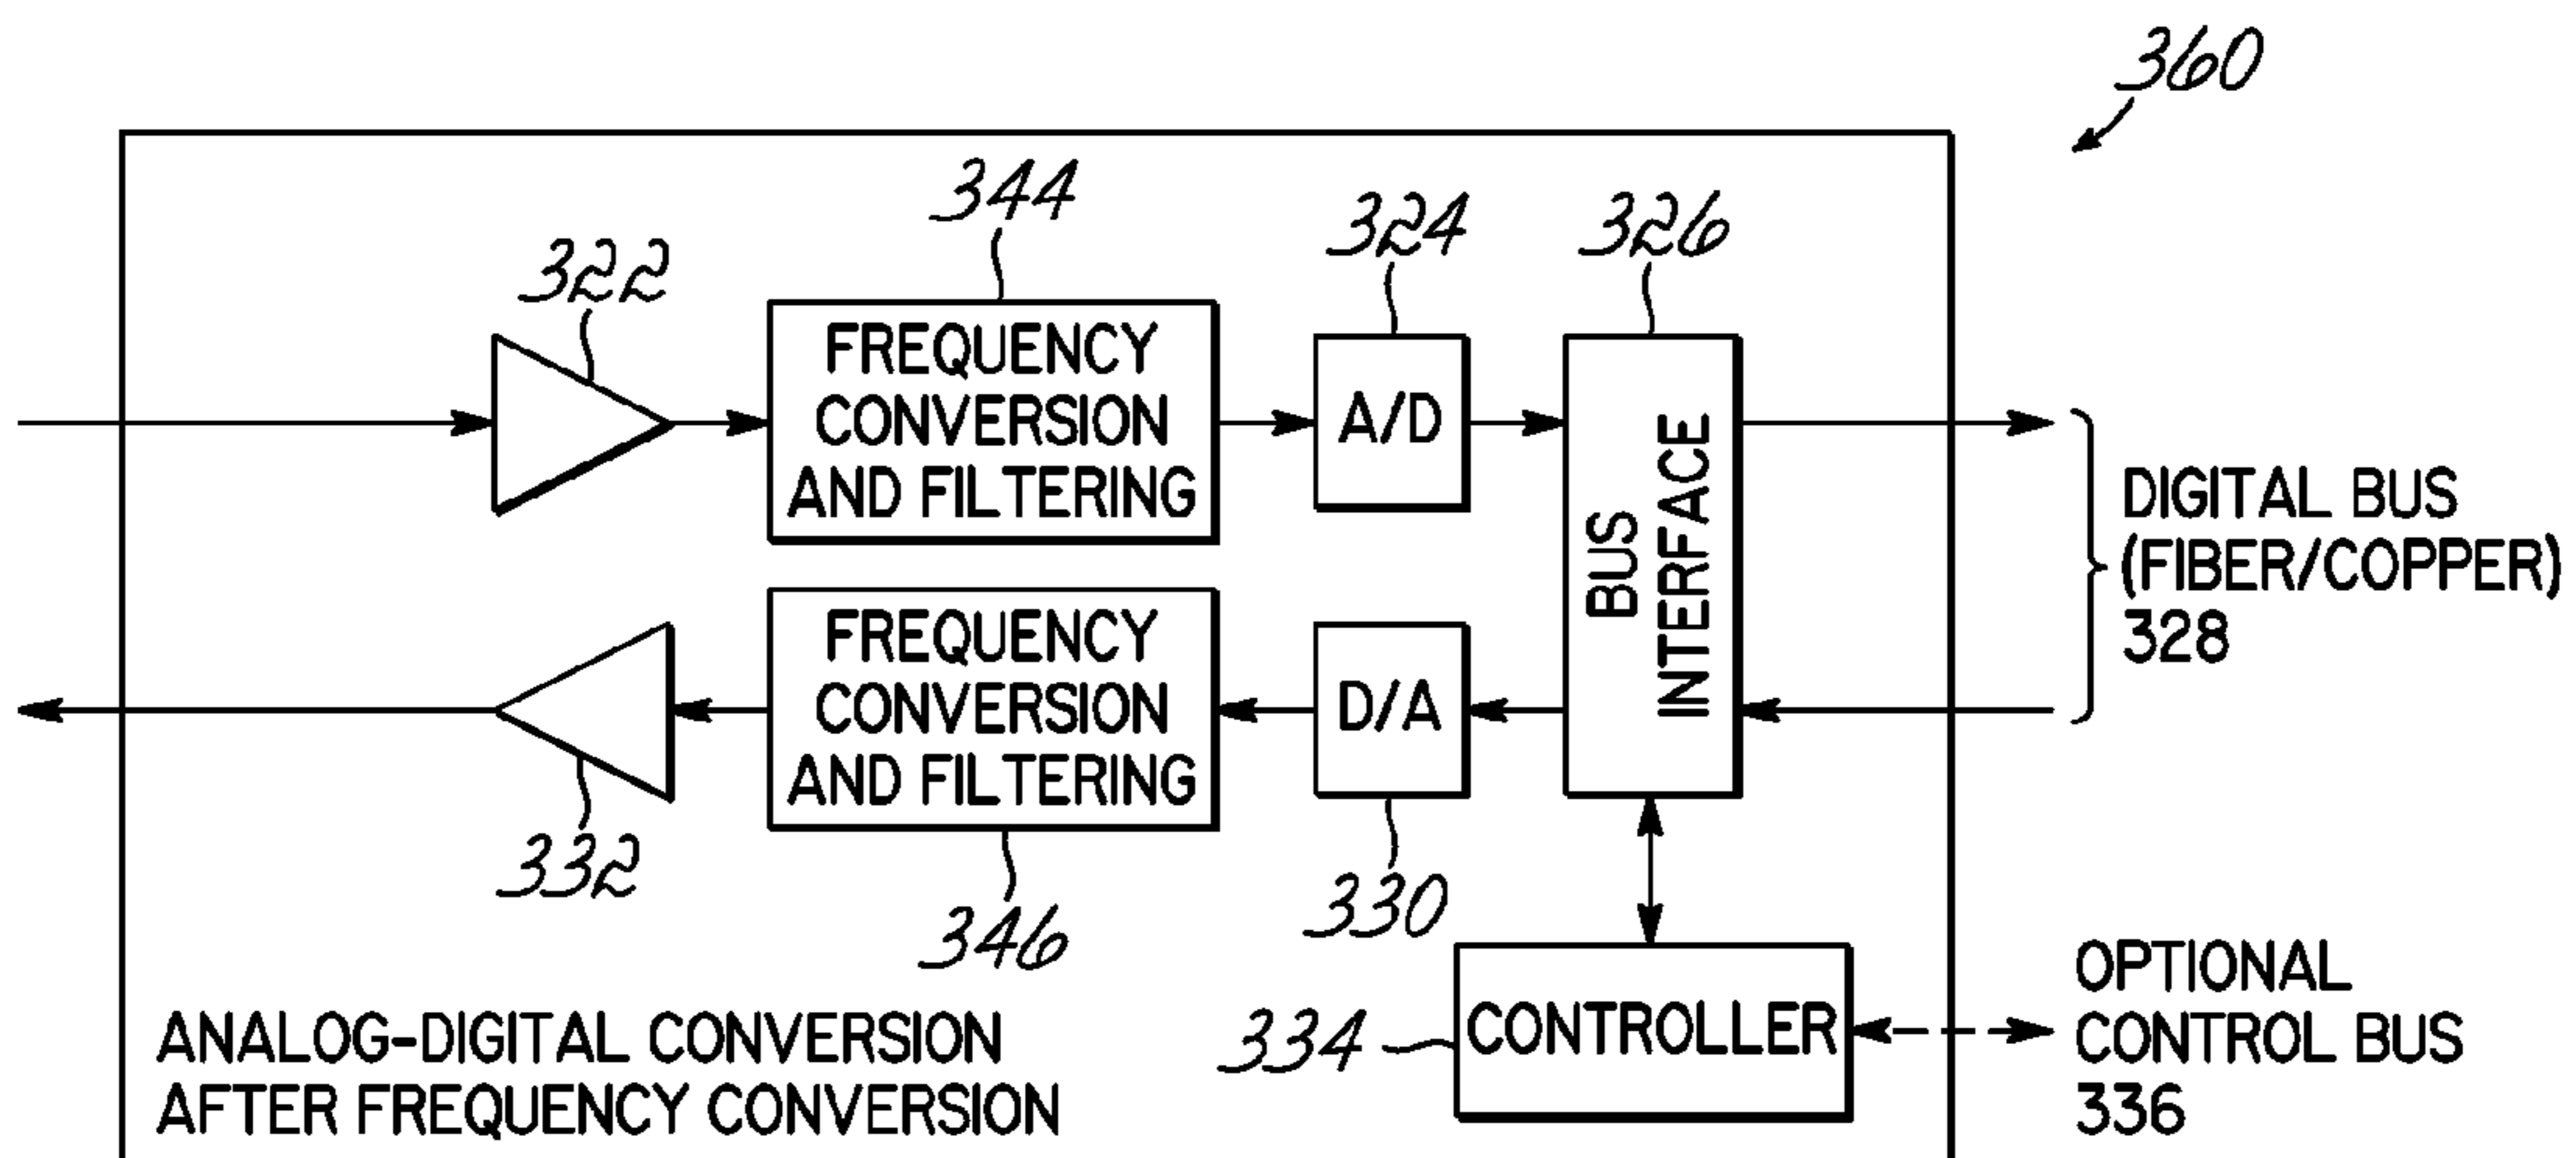 360
344
324
326
322
FREQUENCY
CONVERSION
AND FILTERING
A/D
BUS
INTERFACE
DIGITAL BUS
(FIBER/COPPER)
328
FREQUENCY
CONVERSION
AND FILTERING
D/A
332
346
330
334
CONTROLLER
OPTIONAL
CONTROL BUS
336
ANALOG-DIGITAL CONVERSION
AFTER FREQUENCY CONVERSION